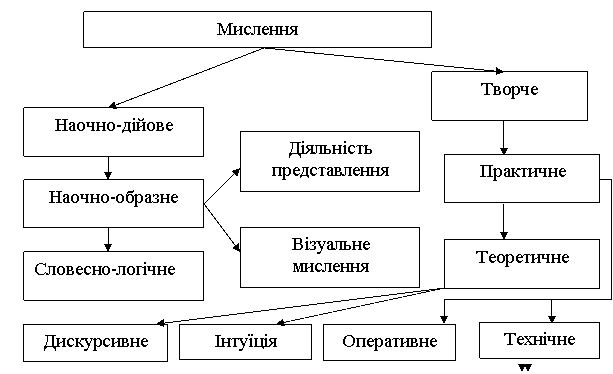 Мислення
Творче
Наочно-дійове
Діяльність
представлення
Практичне
Наочно-образне
Візуальне
мислення
Теоретичне
Словесно-логічне
Дискурсивне
Інтуїція
Оперативне
Технічне